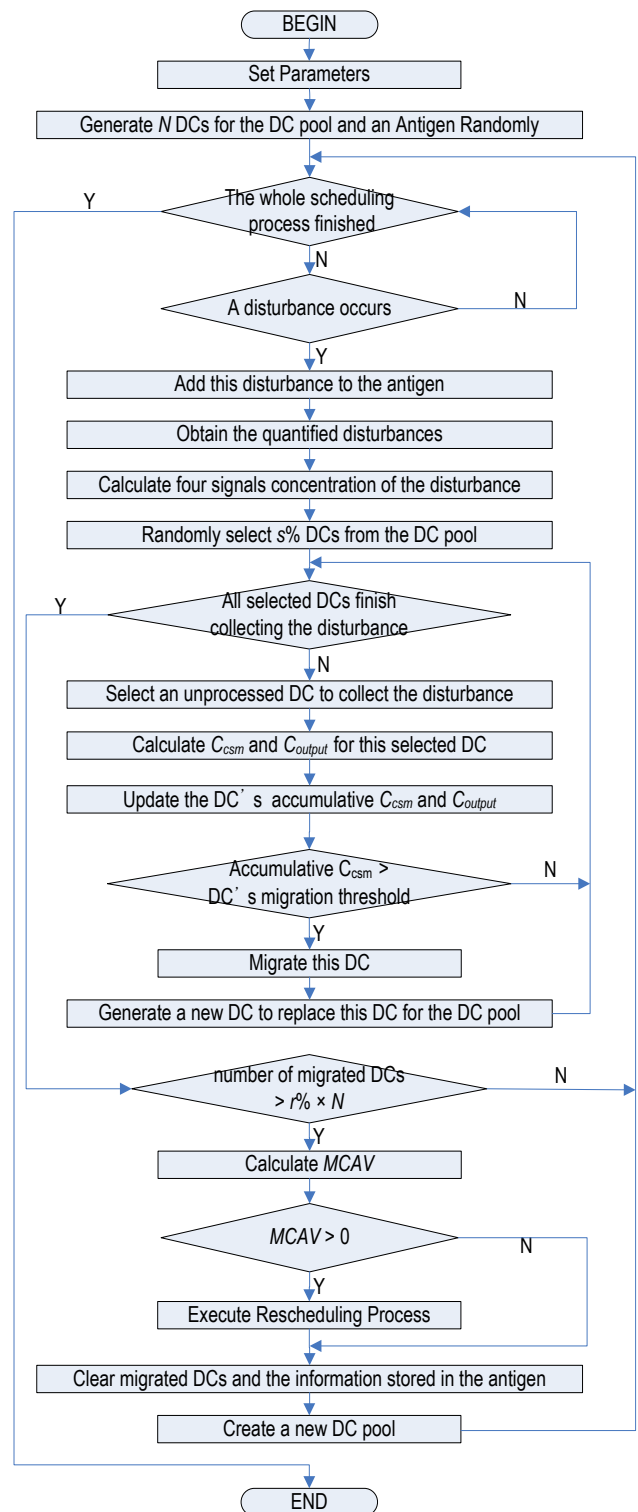 BEGIN
Set Parameters
Generate N DCs for the DC pool and an Antigen Randomly
Y
The whole scheduling
process finished
N
A disturbance occurs
N
Y
Add this disturbance to the antigen
Obtain the quantified disturbances
Calculate four signals concentration of the disturbance
Randomly select s% DCs from the DC pool
Y
All selected DCs finish
collecting the disturbance
N
Select an unprocessed DC to collect the disturbance
Calculate Ccsm and Coutput for this selected DC
Update the DC’ s accumulative Ccsm and Coutput
Accumulative Ccsm >
DC’ s migration threshold
N
Y
Migrate this DC
Generate a new DC to replace this DC for the DC pool
number of migrated DCs
> r% × N
N
Y
Calculate MCAV
MCAV > 0
N
Y
Execute Rescheduling Process
Clear migrated DCs and the information stored in the antigen
Create a new DC pool
END